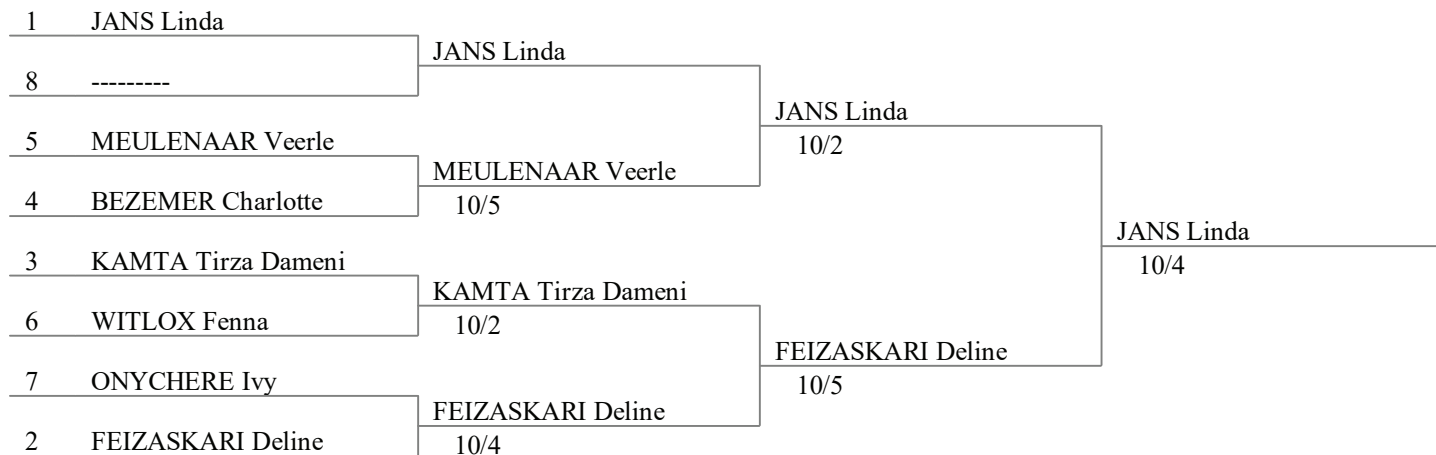 1 JANS Linda
8 ---------
5 MEULENAAR Veerle
4 BEZEMER Charlotte
3 KAMTA Tirza Dameni
6 WITLOX Fenna
7 ONYCHERE Ivy
2 FEIZASKARI Deline
JANS Linda
MEULENAAR Veerle
10/5
KAMTA Tirza Dameni
10/2
FEIZASKARI Deline
10/4
JANS Linda
10/2
FEIZASKARI Deline
10/5
JANS Linda
10/4